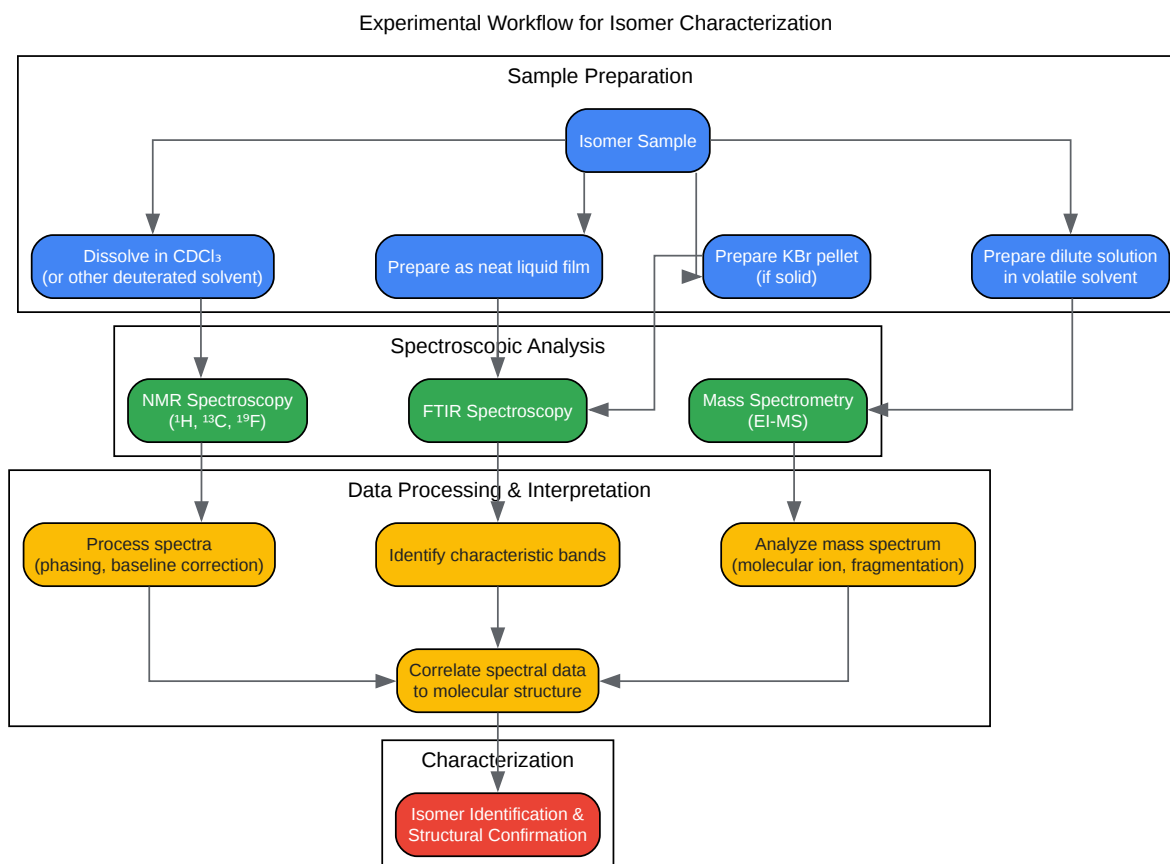 Experimental Workflow for Isomer Characterization
Sample Preparation
Isomer Sample
Dissolve in CDCl₃
(or other deuterated solvent)
Prepare as neat liquid film
Prepare KBr pellet
(if solid)
Prepare dilute solution
in volatile solvent
Spectroscopic Analysis
NMR Spectroscopy
(¹H, ¹³C, ¹⁹F)
FTIR Spectroscopy
Mass Spectrometry
(EI-MS)
Data Processing & Interpretation
Process spectra
(phasing, baseline correction)
Identify characteristic bands
Analyze mass spectrum
(molecular ion, fragmentation)
Correlate spectral data
to molecular structure
Characterization
Isomer Identification &
Structural Confirmation